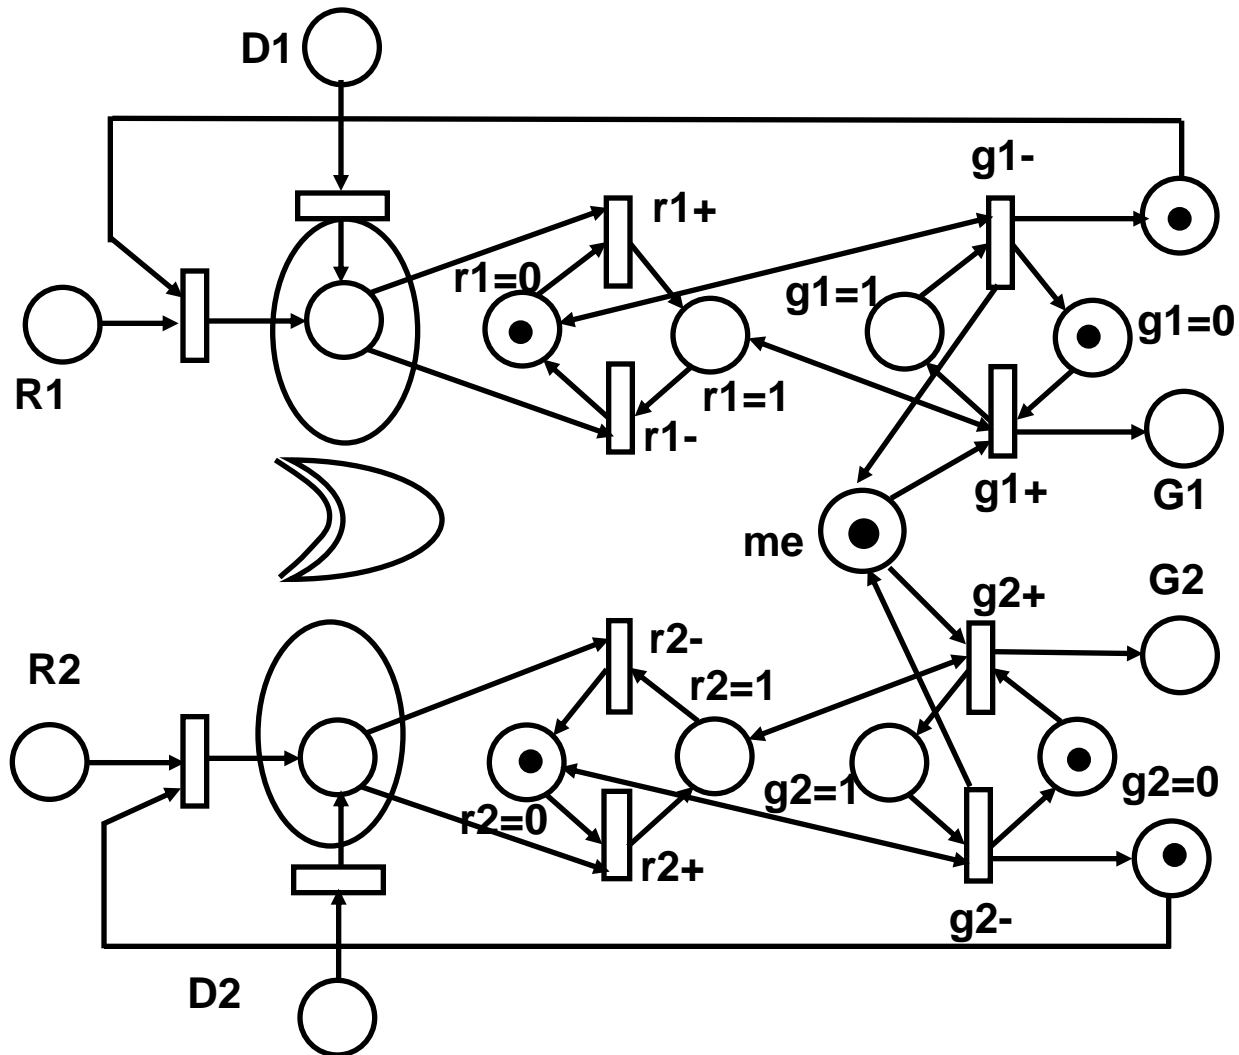 D1
g1-
r1+
r1=0
g1=1
g1=0
R1
r1=1
r1-
g1+
G1
me
G2
g2+
r2-
R2
r2=1
g2=1
g2=0
r2=0
r2+
g2-
D2